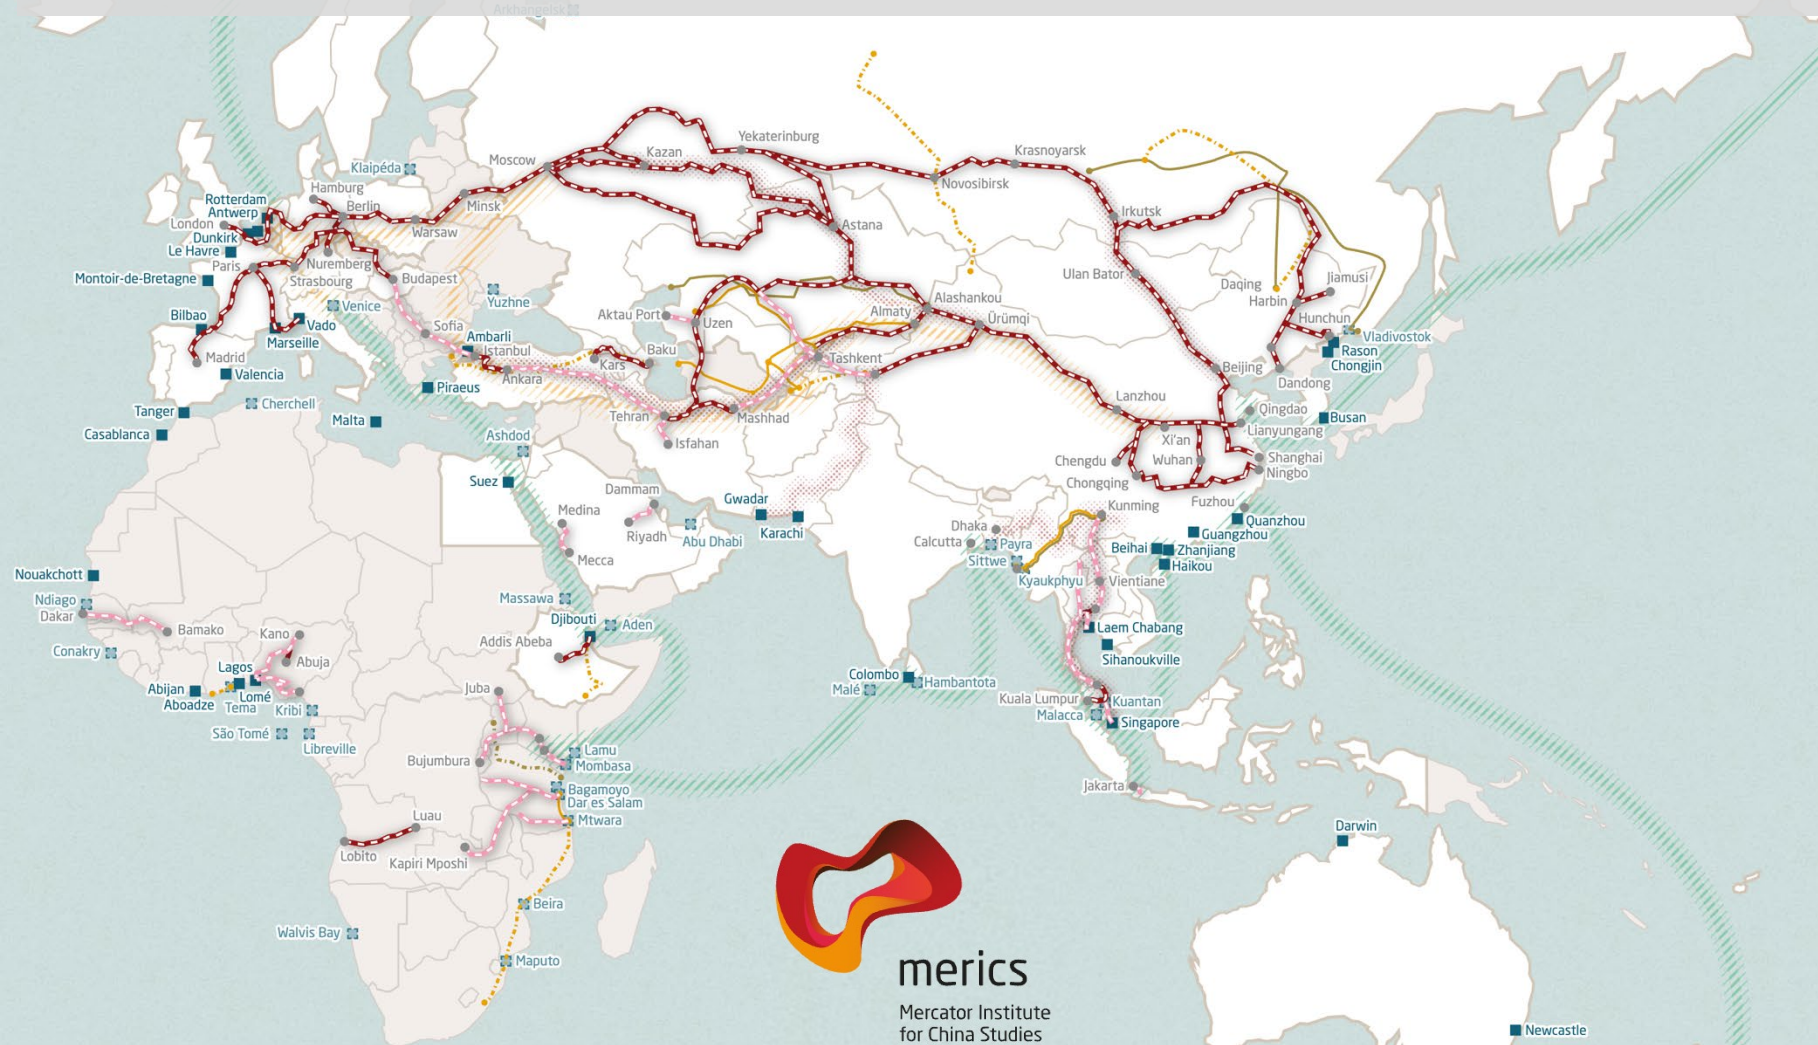 Arkhangelsk
Yekaterinburg
Moscow
Kazan
Krasnoyarsk
Klaipéda
Novosibirsk
Hamburg
Rotterdam
Antwerp
Berlin
Minsk
Irkutsk
London
Warsaw
Astana
Dunkirk
Le Havre
Paris
Nuremberg
Ulan Bator
Montoir-de-Bretagne
Strasbourg
Budapest
Daqing
Jiamusi
Yuzhne
Alashankou
Harbin
Venice
Bilbao
Aktau Port
Almaty
Ürümqi
Hunchun
Vado
Sofia
Uzen
Marseille
Ambarli
Vladivostok
Istanbul
Baku
Rason
Madrid
Kars
Tashkent
Chongjin
Valencia
Ankara
Beijing
Piraeus
Dandong
Cherchell
Lanzhou
Tanger
Tehran
Mashhad
Qingdao
Malta
Busan
Casablanca
Ashdod
Isfahan
Xi'an
Lianyungang
Chengdu
Wuhan
Shanghai
Suez
Ningbo
Chongqing
Dammam
Gwadar
Fuzhou
Medina
Kunming
Riyadh
Karachi
Dhaka
Quanzhou
Abu Dhabi
Calcutta
Payra
Guangzhou
Mecca
Sittwe
Beihai
Zhanjiang
Nouakchott
Kyaukphyu
Vientiane
Haikou
Ndiago
Massawa
Dakar
Djibouti
Aden
Bamako
Kano
Laem Chabang
Conakry
Addis Abeba
Abuja
Sihanoukville
Lagos
Colombo
Hambantota
Abijan
Lomé
Juba
Malé
Aboadze
Tema
Kribi
Kuala Lumpur
Kuantan
Malacca
Singapore
São Tomé
Libreville
Lamu
Bujumbura
Mombasa
Bagamoyo
Dar es Salam
Jakarta
Luau
Mtwara
Darwin
Lobito
Kapiri Mposhi
Beira
Walvis Bay
Maputo
merics
Mercator Institute
for China Studies
Newcastle